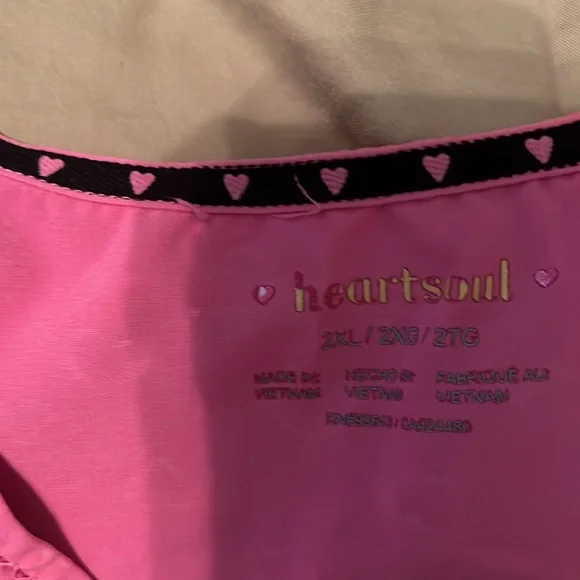 heartsoul
2XL / 2XG / 2TG
MADE IN: HECHO EN: FABRIQUÉ AU:
VIETNAM VIETNAM VIETNAM